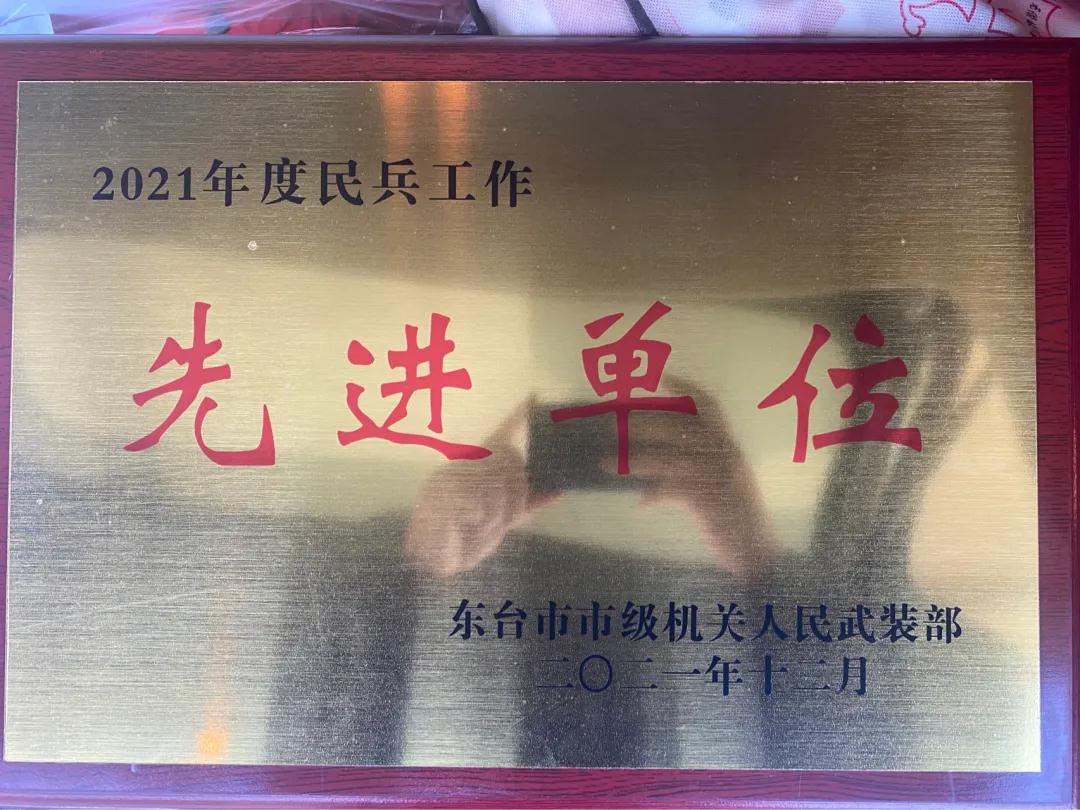 2021年度民兵工作
先进单位
东台市市级机关人民武装部
二〇二一年十二月